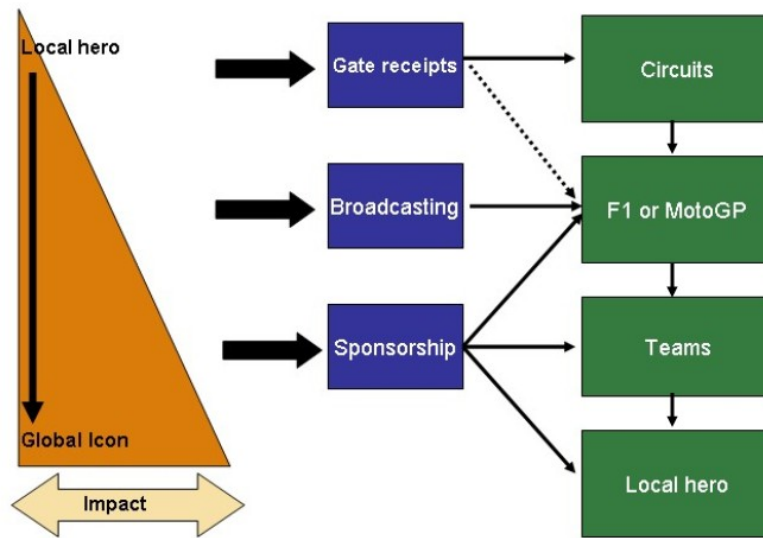 Local hero
Global Icon
Impact
Gate receipts
Broadcasting
Sponsorship
Circuits
F1 or MotoGP
Teams
Local hero